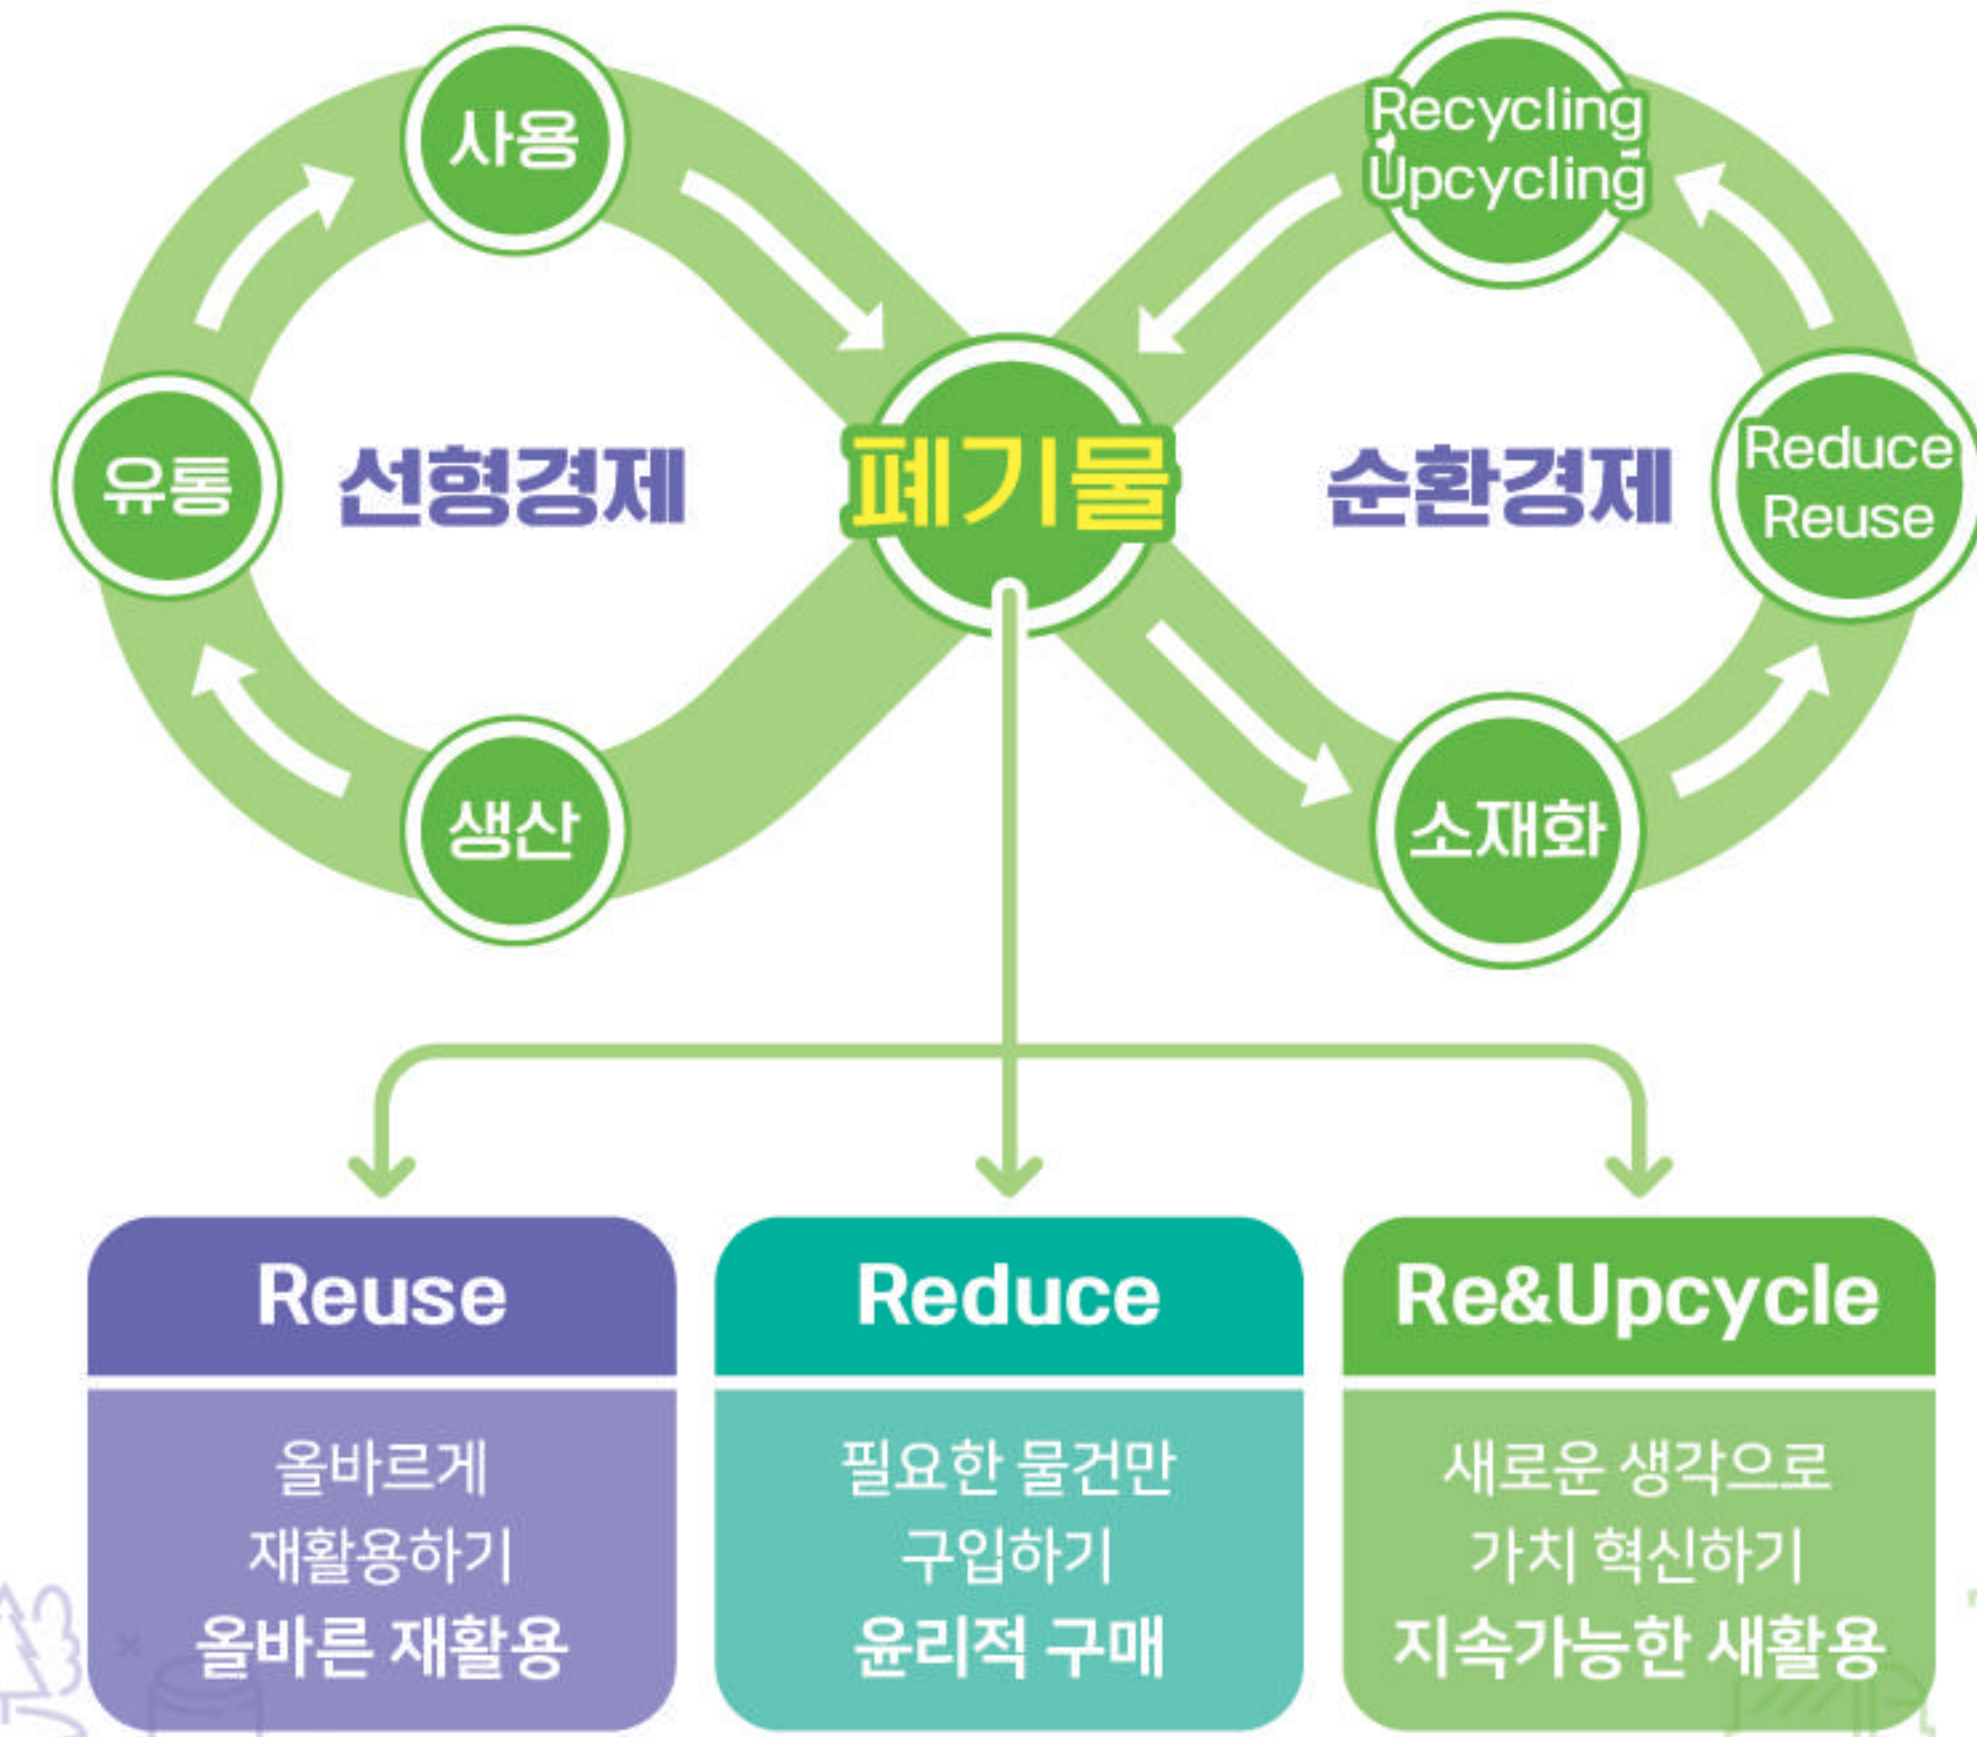 사용
유통
선형경제
생산
폐기물
Recycling
Upcycling
순환경제
Reduce
Reuse
소재화
Reuse
올바르게
재활용하기
올바른 재활용
Reduce
필요한 물건만
구입하기
윤리적 구매
Re&Upcycle
새로운 생각으로
가치 혁신하기
지속가능한 새활용